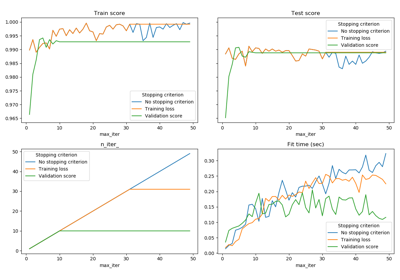 Train score
1.000
0.995
0.990
0.985
0.980
0.975
0.970
0.965
Stopping criterion
No stopping criterion
Training loss
Validation score
0 10 20 30 40 50
max_iter
Test score
Stopping criterion
No stopping criterion
Training loss
Validation score
0 10 20 30 40 50
max_iter
n_iter_
50
40
30
20
10
0
Stopping criterion
No stopping criterion
Training loss
Validation score
0 10 20 30 40 50
max_iter
Fit time (sec)
0.30
0.25
0.20
0.15
0.10
0.05
0.00
Stopping criterion
No stopping criterion
Training loss
Validation score
0 10 20 30 40 50
max_iter